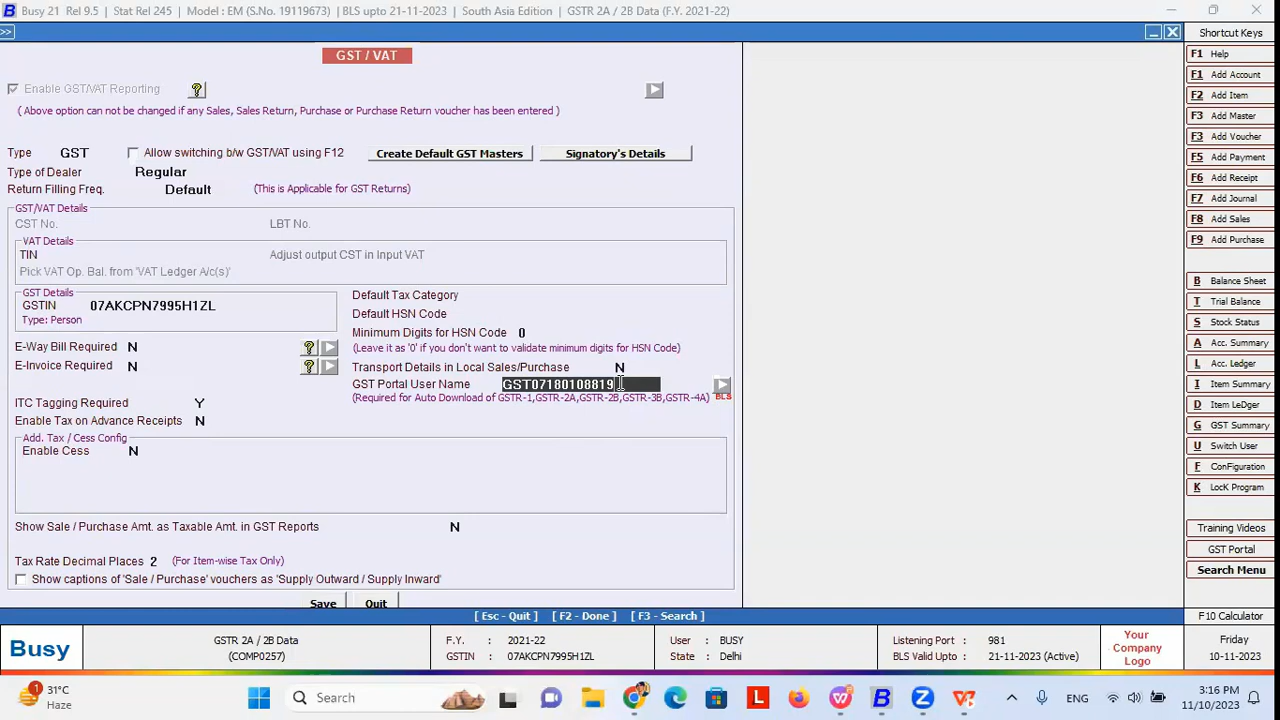 Busy 21 Rel 9.5 | Stat Rel 245 | Model : EM (S.No. 19119673) | BLS upto 21-11-2023 | South Asia Edition | GSTR 2A / 2B Data (F.Y. 2021-22)
>>
Shortcut Keys
GST / VAT
Enable GST/VAT Reporting
( Above option can not be changed if any Sales, Sales Return, Purchase or Purchase Return voucher has been entered )
Type GST Allow switching b/w GST/VAT using F12 Create Default GST Masters Signatory's Details
Type of Dealer Regular
Return Filling Freq. Default (This is Applicable for GST Returns)
GST/VAT Details
CST No. LBT No.
VAT Details
TIN Adjust output CST in Input VAT
Pick VAT Op. Bal. from 'VAT Ledger A/c(s)'
GST Details
GSTIN 07AKCPN7995H1ZL
Type: Person
Default Tax Category
Default HSN Code
Minimum Digits for HSN Code 0
(Leave it as '0' if you don't want to validate minimum digits for HSN Code)
E-Way Bill Required N
E-Invoice Required N
Transport Details in Local Sales/Purchase N
GST Portal User Name GST07180108819
(Required for Auto Download of GSTR-1,GSTR-2A,GSTR-2B,GSTR-3B,GSTR-4A)
BLS
ITC Tagging Required Y
Enable Tax on Advance Receipts N
Add. Tax / Cess Config
Enable Cess N
Show Sale / Purchase Amt. as Taxable Amt. in GST Reports N
Tax Rate Decimal Places 2 (For Item-wise Tax Only)
Show captions of 'Sale / Purchase' vouchers as 'Supply Outward / Supply Inward'
Save Quit
[ Esc - Quit ] [ F2 - Done ] [ F3 - Search ]
F1 Help
F1 Add Account
F2 Add Item
F3 Add Master
F3 Add Voucher
F5 Add Payment
F6 Add Receipt
F7 Add Journal
F8 Add Sales
F9 Add Purchase
B Balance Sheet
T Trial Balance
S Stock Status
A Acc. Summary
L Acc. Ledger
I Item Summary
D Item LeDger
G GST Summary
U Switch User
F ConFiguration
K LocK Program
Training Videos
GST Portal
Search Menu
F10 Calculator
Busy
GSTR 2A / 2B Data
(COMP0257)
F.Y. : 2021-22
GSTIN : 07AKCPN7995H1ZL
User : BUSY
State : Delhi
Listening Port : 981
BLS Valid Upto : 21-11-2023 (Active)
Your
Company
Logo
Friday
10-11-2023
1
31°C
Haze
Search
ENG
3:16 PM
11/10/2023